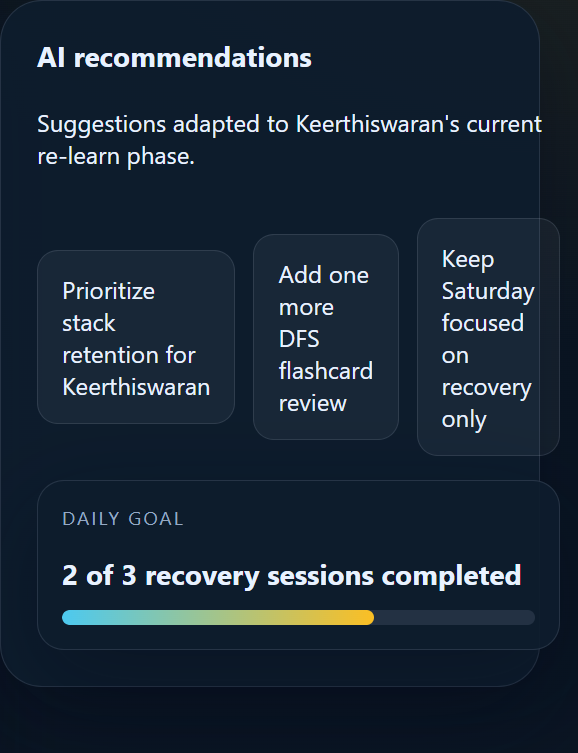 AI recommendations
Suggestions adapted to Keerthiswaran's current
re-learn phase.
Prioritize
stack
retention for
Keerthiswaran
Add one
more
DFS
flashcard
review
Keep
Saturday
focused
on
recovery
only
DAILY GOAL
2 of 3 recovery sessions completed